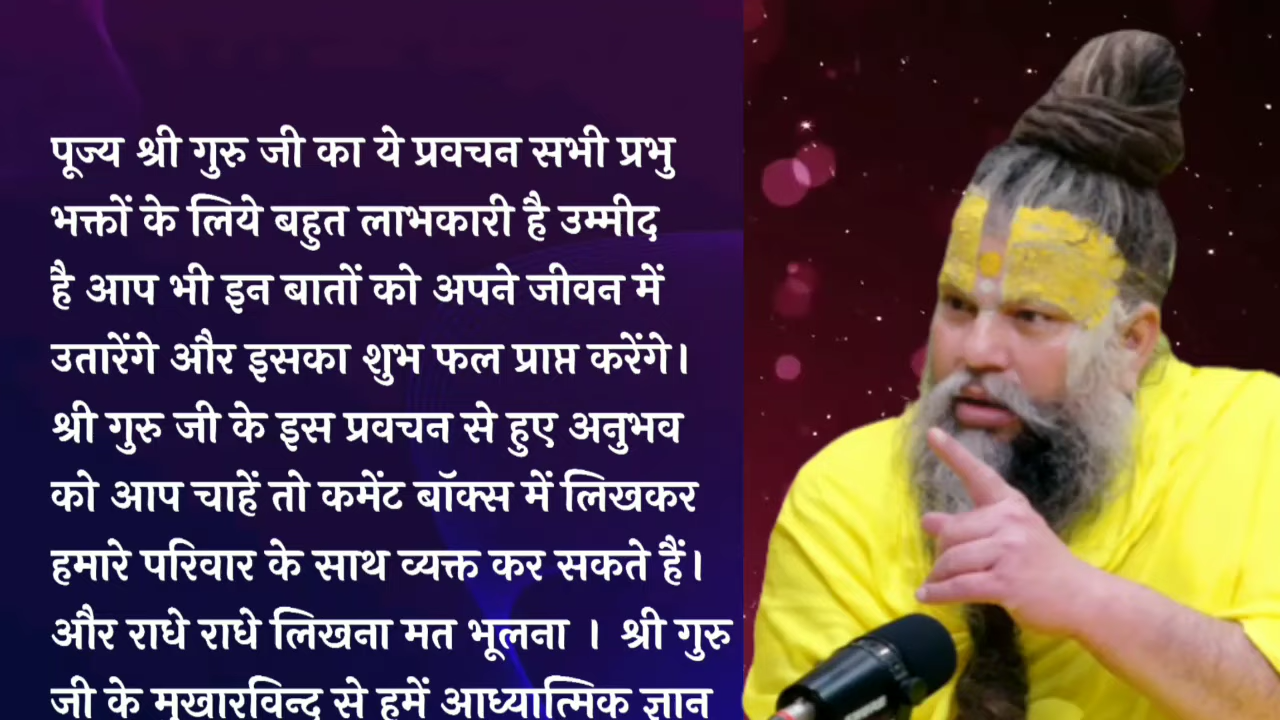 पूज्य श्री गुरु जी का ये प्रवचन सभी प्रभु
भक्तों के लिये बहुत लाभकारी है उम्मीद
है आप भी इन बातों को अपने जीवन में
उतारेंगे और इसका शुभ फल प्राप्त करेंगे।
श्री गुरु जी के इस प्रवचन से हुए अनुभव
को आप चाहें तो कमेंट बॉक्स में लिखकर
हमारे परिवार के साथ व्यक्त कर सकते हैं।
और राधे राधे लिखना मत भूलना । श्री गुरु
जी के मुखारविन्द से हमें आध्यात्मिक ज्ञान